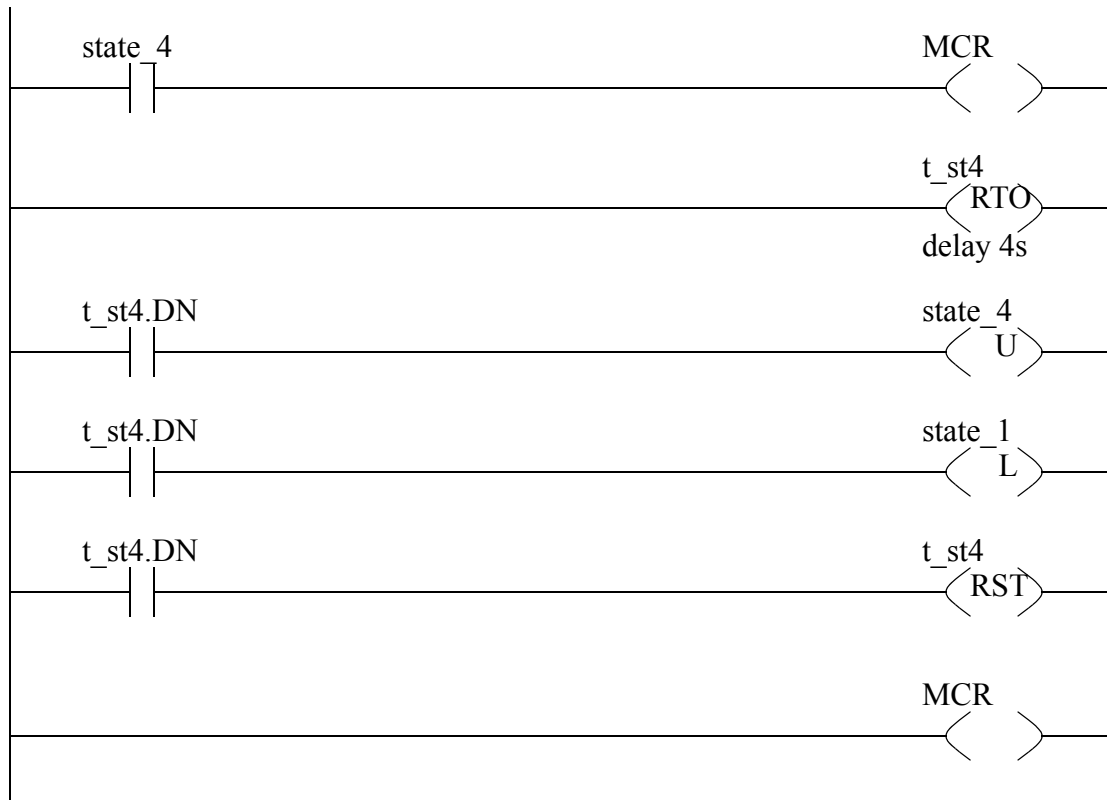 state_4 MCR
t_st4
RTO
delay 4s
t_st4.DN state_4
U
t_st4.DN state_1
L
t_st4.DN t_st4
RST
MCR